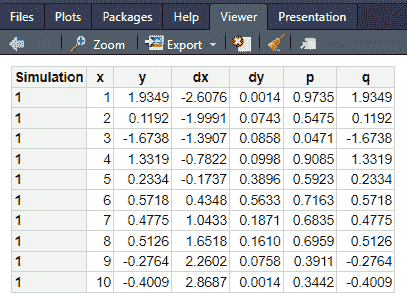 Files Plots Packages Help Viewer Presentation
Zoom Export
Simulation x y dx dy p q
1 1 1.9349 -2.6076 0.0014 0.9735 1.9349
1 2 0.1192 -1.9991 0.0743 0.5475 0.1192
1 3 -1.6738 -1.3907 0.0858 0.0471 -1.6738
1 4 1.3319 -0.7822 0.0998 0.9085 1.3319
1 5 0.2334 -0.1737 0.3896 0.5923 0.2334
1 6 0.5718 0.4348 0.5633 0.7163 0.5718
1 7 0.4775 1.0433 0.1871 0.6835 0.4775
1 8 0.5126 1.6518 0.1610 0.6959 0.5126
1 9 -0.2764 2.2602 0.0758 0.3911 -0.2764
1 10 -0.4009 2.8687 0.0014 0.3442 -0.4009